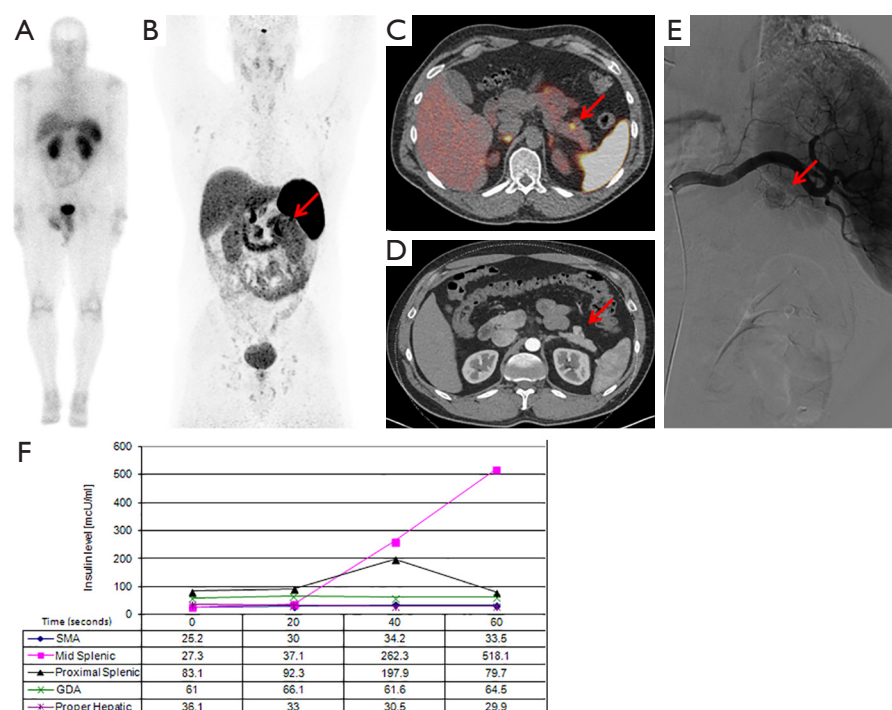 A
B
C
D
E
F
600
500
400
300
200
100
0
Insulin level [mcU/ml]
Time (seconds) 0 20 40 60
SMA 25.2 30 34.2 33.5
Mid Splenic 27.3 37.1 262.3 518.1
Proximal Splenic 83.1 92.3 197.9 79.7
GDA 61 66.1 61.6 64.5
Proper Hepatic 36.1 33 30.5 29.9